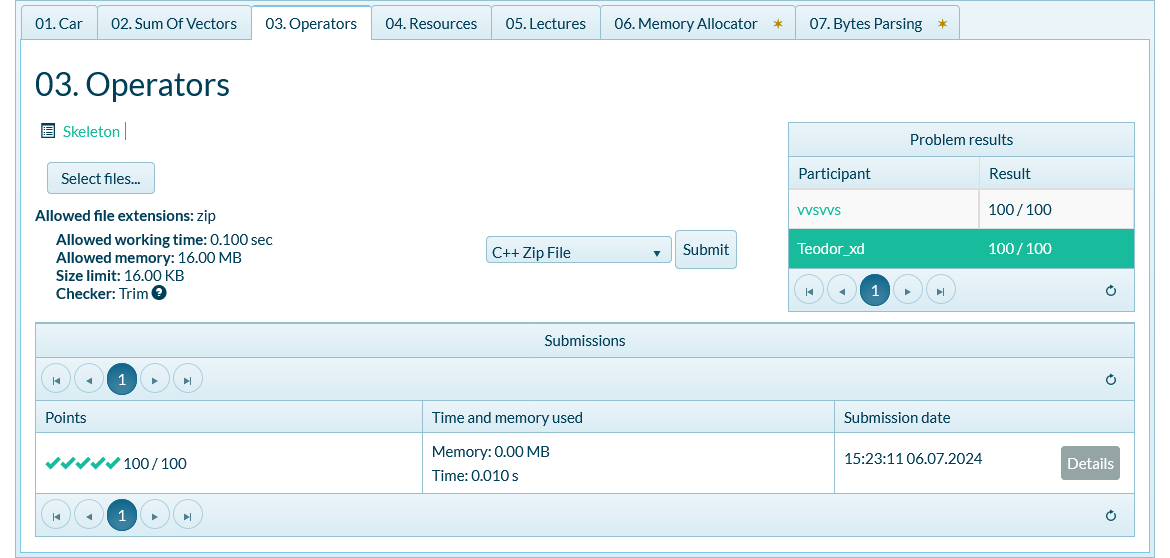 01. Car
02. Sum Of Vectors
03. Operators
04. Resources
05. Lectures
06. Memory Allocator
07. Bytes Parsing
03. Operators
Skeleton
Select files...
Allowed file extensions: zip
Allowed working time: 0.100 sec
Allowed memory: 16.00 MB
Size limit: 16.00 KB
Checker: Trim ?
C++ Zip File
Submit
Problem results
Participant Result
vvsvvs 100 / 100
Teodor_xd 100 / 100
1
Submissions
1
Points Time and memory used Submission date
100 / 100
Memory: 0.00 MB
Time: 0.010 s
15:23:11 06.07.2024
Details
1